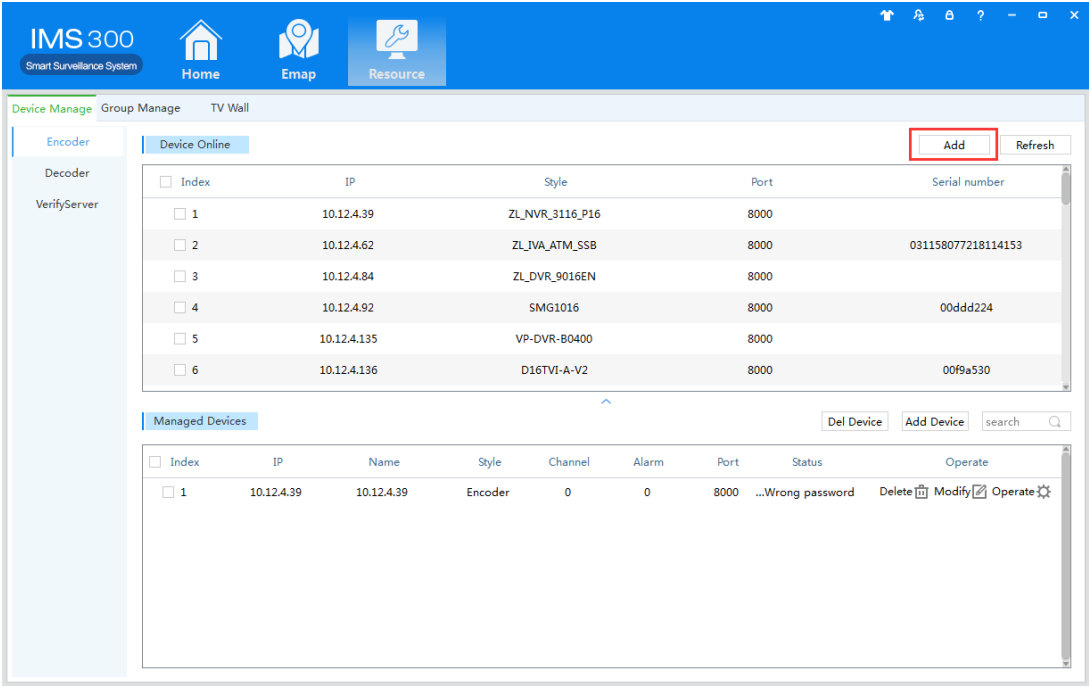 IMS 300
Smart Surveillance System
Home
Emap
Resource
?
Device Manage Group Manage TV Wall
Encoder
Decoder
VerifyServer
Device Online
Add
Refresh
Index IP Style Port Serial number
1 10.12.4.39 ZL_NVR_3116_P16 8000
2 10.12.4.62 ZL_IVA_ATM_SSB 8000 031158077218114153
3 10.12.4.84 ZL_DVR_9016EN 8000
4 10.12.4.92 SMG1016 8000 00ddd224
5 10.12.4.135 VP-DVR-B0400 8000
6 10.12.4.136 D16TVI-A-V2 8000 00f9a530
Managed Devices
Del Device
Add Device
search
Index IP Name Style Channel Alarm Port Status Operate
1 10.12.4.39 10.12.4.39 Encoder 0 0 8000 ...Wrong password Delete Modify Operate